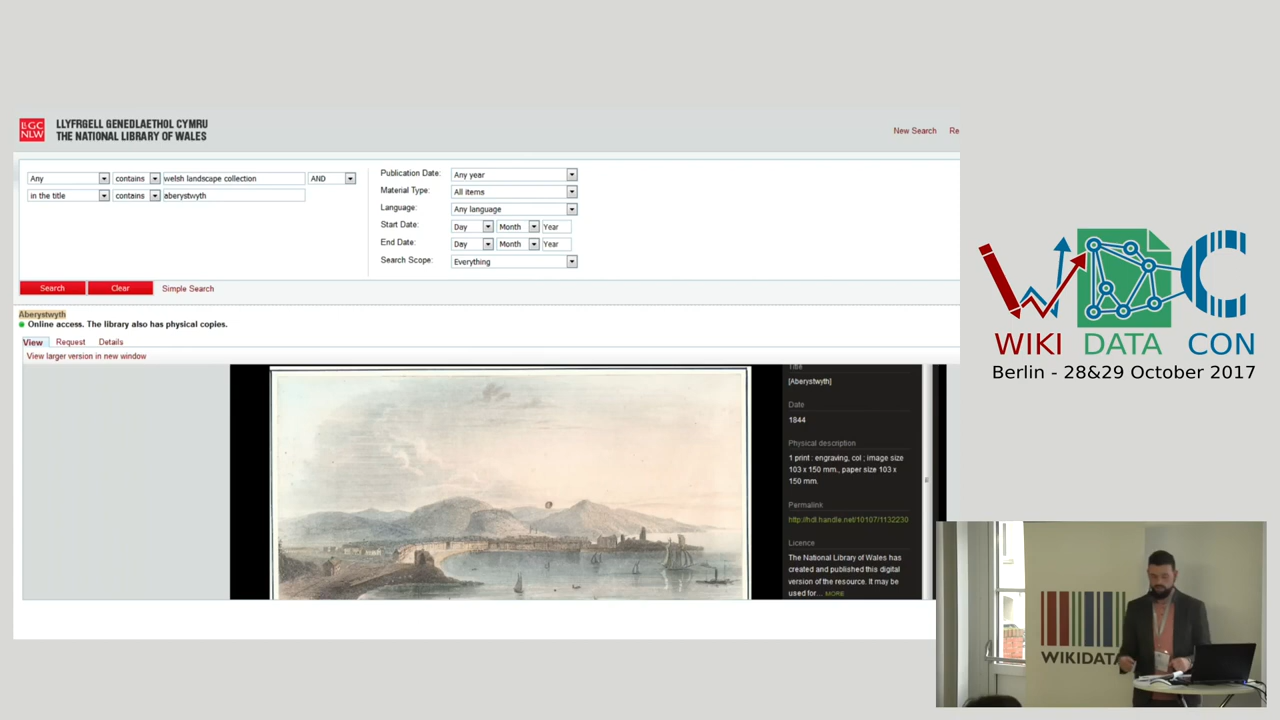 LLGC
NLW
LLYFRGELL GENEDLAETHOL CYMRU
THE NATIONAL LIBRARY OF WALES
New Search Re
Any contains welsh landscape collection AND
in the title contains aberystwyth
Publication Date: Any year
Material Type: All items
Language: Any language
Start Date: Day Month Year
End Date: Day Month Year
Search Scope: Everything
Search Clear Simple Search
Aberystwyth
Online access. The library also has physical copies.
View Request Details
View larger version in new window
Title
[Aberystwyth]
Date
1844
Physical description
1 print : engraving, col ; image size
103 x 150 mm., paper size 103 x
150 mm.
Permalink
http://hdl.handle.net/10107/1132230
Licence
The National Library of Wales has
created and published this digital
version of the resource. It may be
used for... MORE
WIKI DATA CON
Berlin - 28&29 October 2017
WIKIDATA